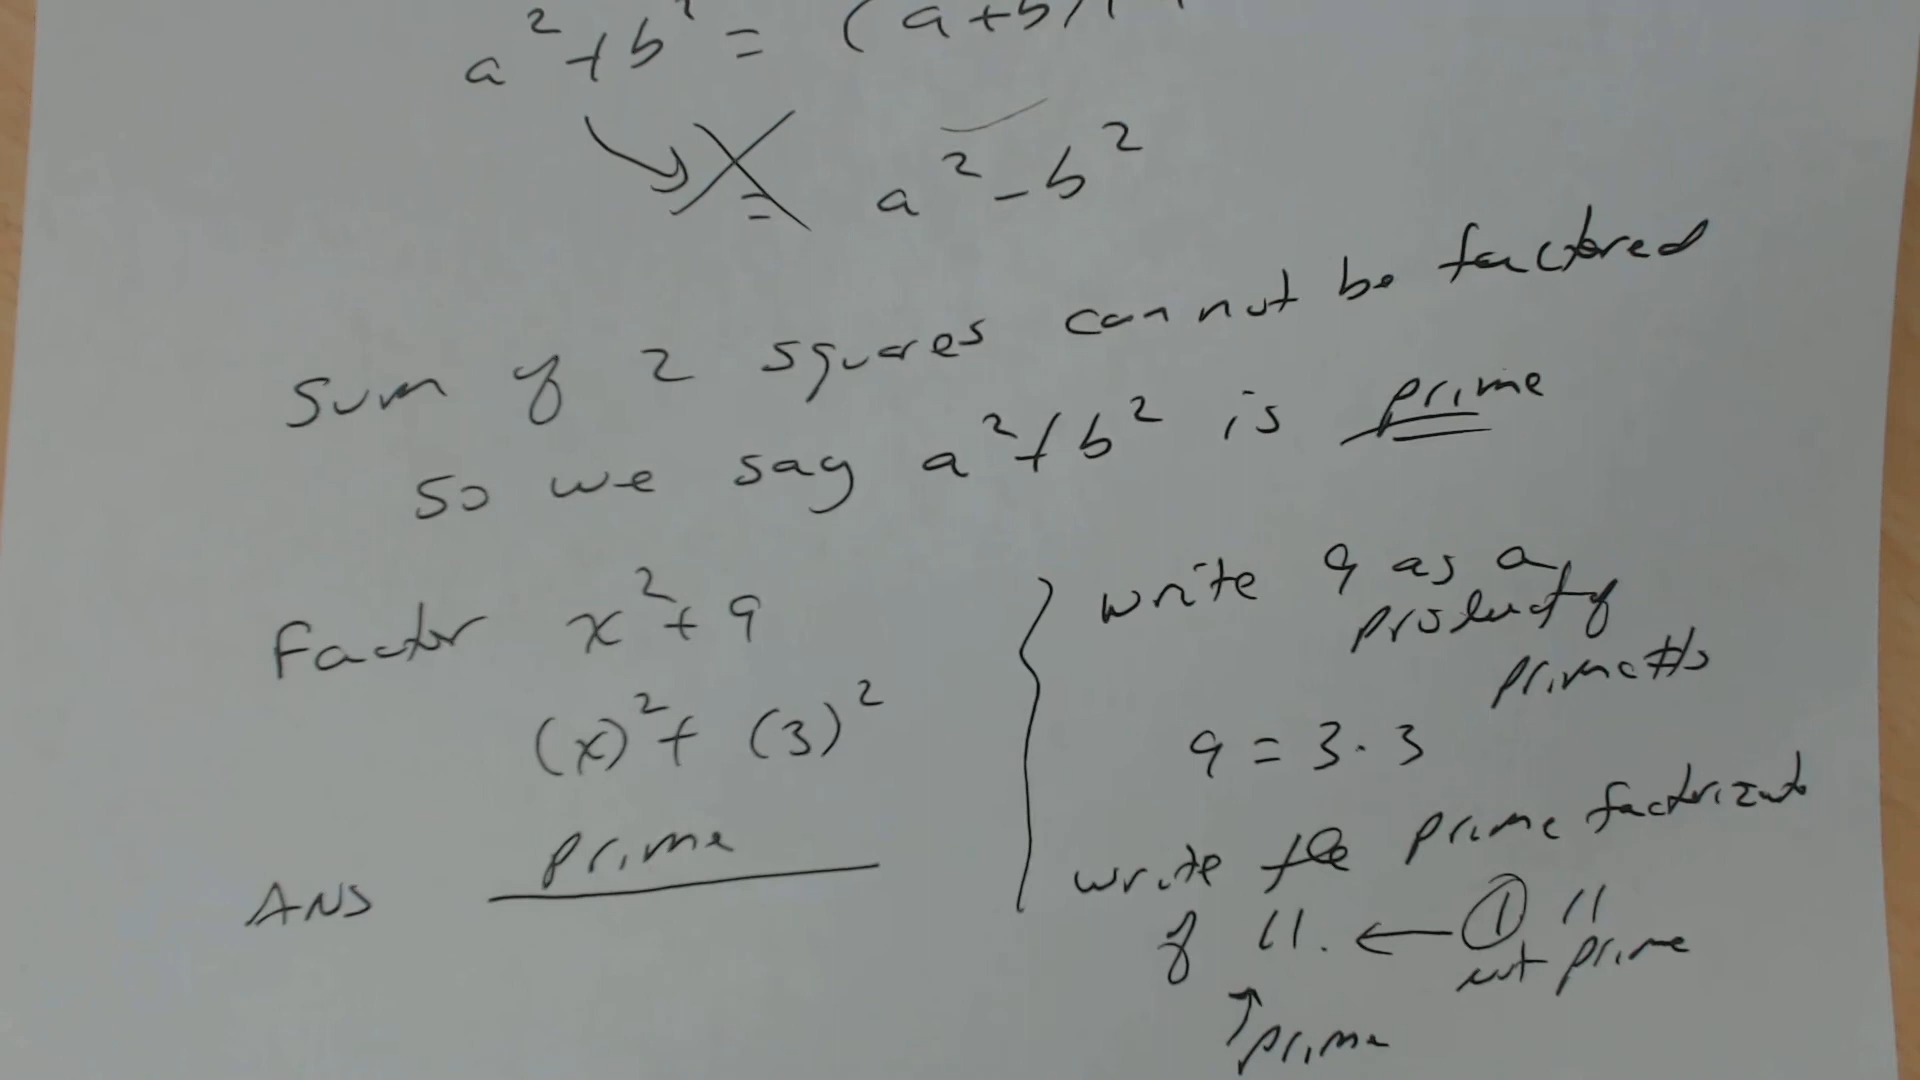 a² + b² = (a+b)(
= a² - b²
Sum of 2 squares cannot be factored
so we say a² + b² is prime
Factor x² + 9
(x)² + (3)²
Ans prime
write 9 as a
product of
prime #s
9 = 3 · 3
write the prime
of 11. ← 1 11
not prime
↑ prime